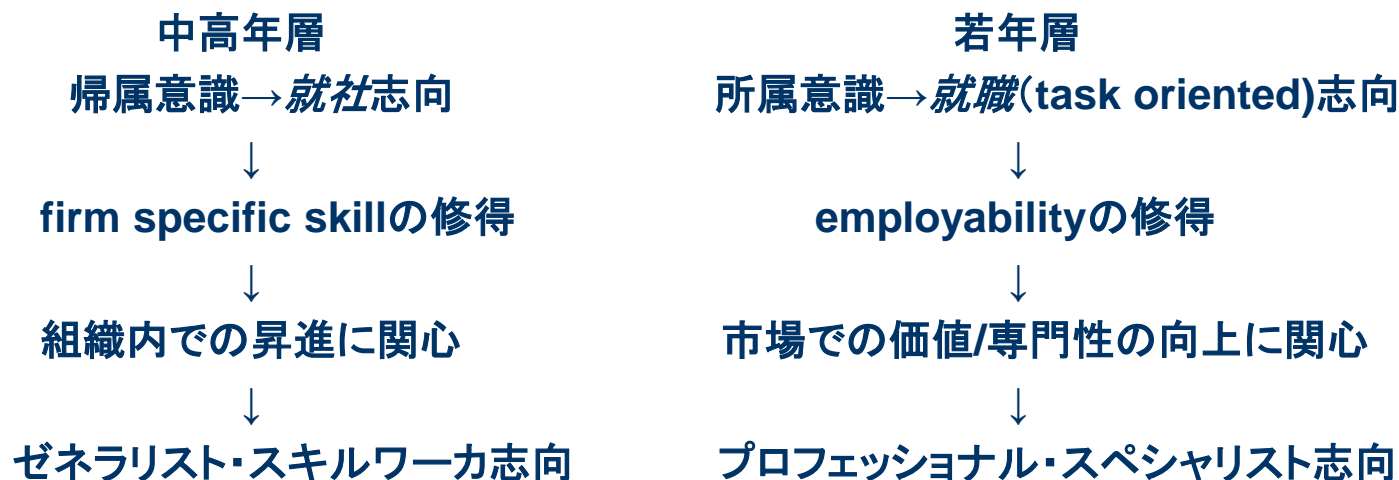 中高年層
帰属意識→就社志向
↓
firm specific skillの修得
↓
組織内での昇進に関心
↓
ゼネラリスト・スキルワーカ志向
若年層
所属意識→就職(task oriented)志向
↓
employabilityの修得
↓
市場での価値/専門性の向上に関心
↓
プロフェッショナル・スペシャリスト志向